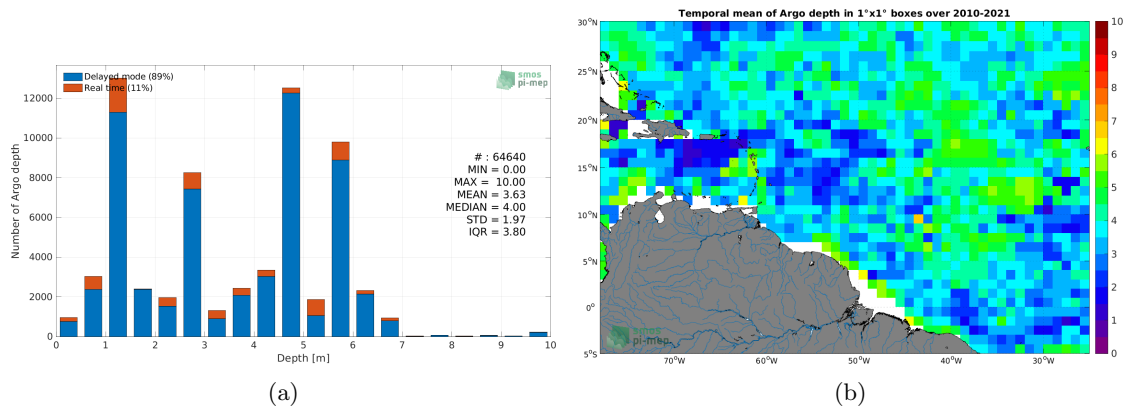 Delayed mode (89%)
Real time (11%)
smos
pi-mep
12000
10000
8000
6000
4000
2000
0
Number of Argo depth
# : 64640
MIN = 0.00
MAX = 10.00
MEAN = 3.63
MEDIAN = 4.00
STD = 1.97
IQR = 3.80
0 1 2 3 4 5 6 7 8 9 10
Depth [m]
(a)
Temporal mean of Argo depth in 1°x1° boxes over 2010-2021
30°N
25°N
20°N
15°N
10°N
5°N
0°
5°S
70°W 60°W 50°W 40°W 30°W
smos
pi-mep
10
9
8
7
6
5
4
3
2
1
0
(b)